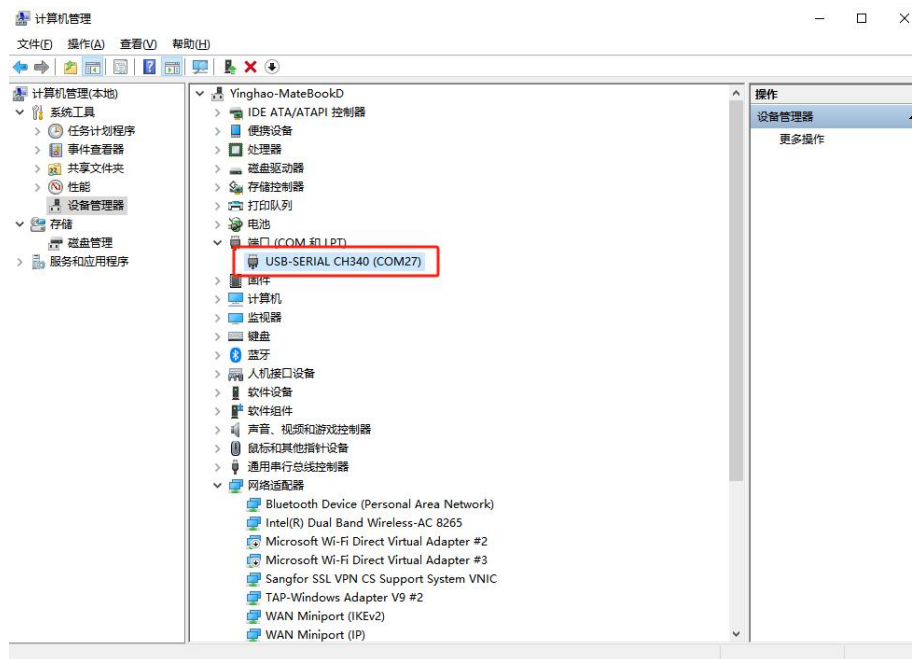 计算机管理
文件(F) 操作(A) 查看(V) 帮助(H)
计算机管理(本地)
系统工具
任务计划程序
事件查看器
共享文件夹
性能
设备管理器
存储
磁盘管理
服务和应用程序
Yinghao-MateBookD
IDE ATA/ATAPI 控制器
便携设备
处理器
磁盘驱动器
存储控制器
打印队列
电池
端口 (COM 和 LPT)
USB-SERIAL CH340 (COM27)
固件
计算机
监视器
键盘
蓝牙
人机接口设备
软件设备
软件组件
声音、视频和游戏控制器
鼠标和其他指针设备
通用串行总线控制器
网络适配器
Bluetooth Device (Personal Area Network)
Intel(R) Dual Band Wireless-AC 8265
Microsoft Wi-Fi Direct Virtual Adapter #2
Microsoft Wi-Fi Direct Virtual Adapter #3
Sangfor SSL VPN CS Support System VNIC
TAP-Windows Adapter V9 #2
WAN Miniport (IKEv2)
WAN Miniport (IP)
操作
设备管理器
更多操作